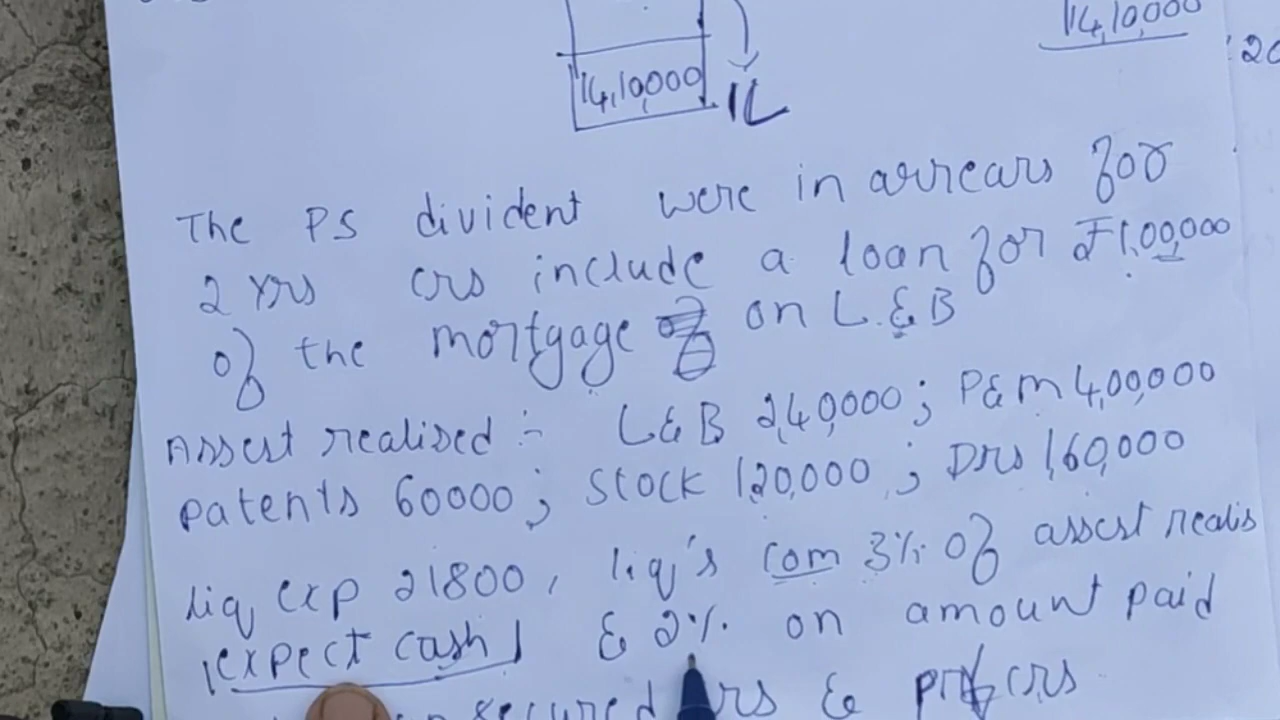 14,10,000
14,10,000
20
IL
The PS divident were in arrears for
2 yrs crs include a loan for ₹1,00,000
of the mortgage on L&B
Assest realised :- L&B 2,40,000; P&M 4,00,000
patents 60000; stock 1,20,000; Drs 1,60,000
liq exp 21800, liq's com 3% of assest realis
(expect cash) & 2% on amount paid
secured rs & pref crs.